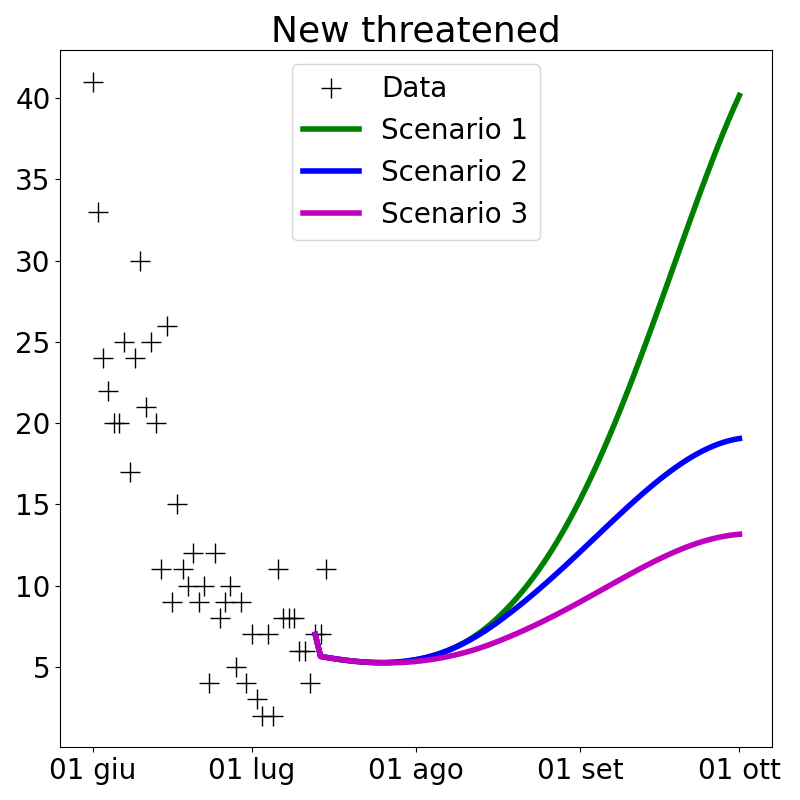 New threatened
Data
Scenario 1
Scenario 2
Scenario 3
40
35
30
25
20
15
10
5
01 giu 01 lug 01 ago 01 set 01 ott